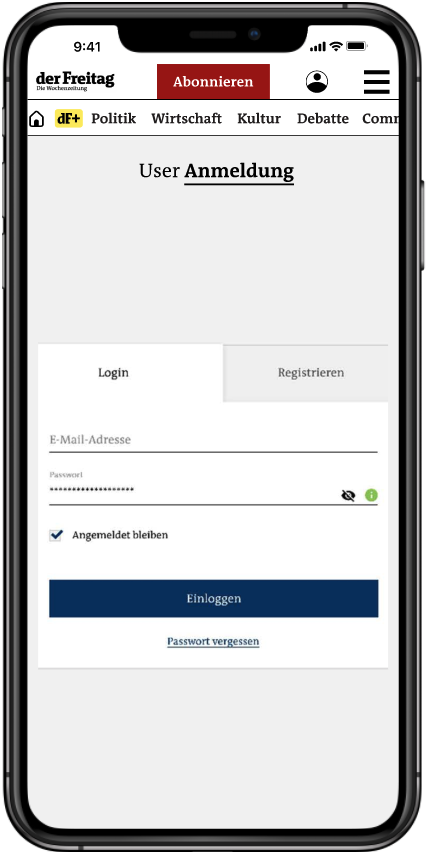 9:41
der Freitag
Die Wochenzeitung
Abonnieren
dF+ Politik Wirtschaft Kultur Debatte Comm
User Anmeldung
Login Registrieren
E-Mail-Adresse
Passwort
*******************
Angemeldet bleiben
Einloggen
Passwort vergessen